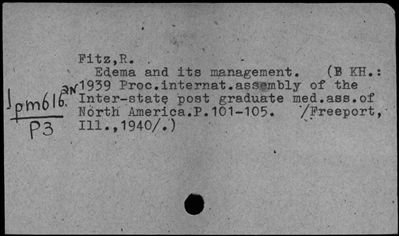 Fitz,R.
Edema and its management. (B KH.:
1939 Proc.internat.assembly of the
Inter-state post graduate med.ass.of
North America.P.101-105. /Freeport,
Ill.,1940/.)
pm616.
P3